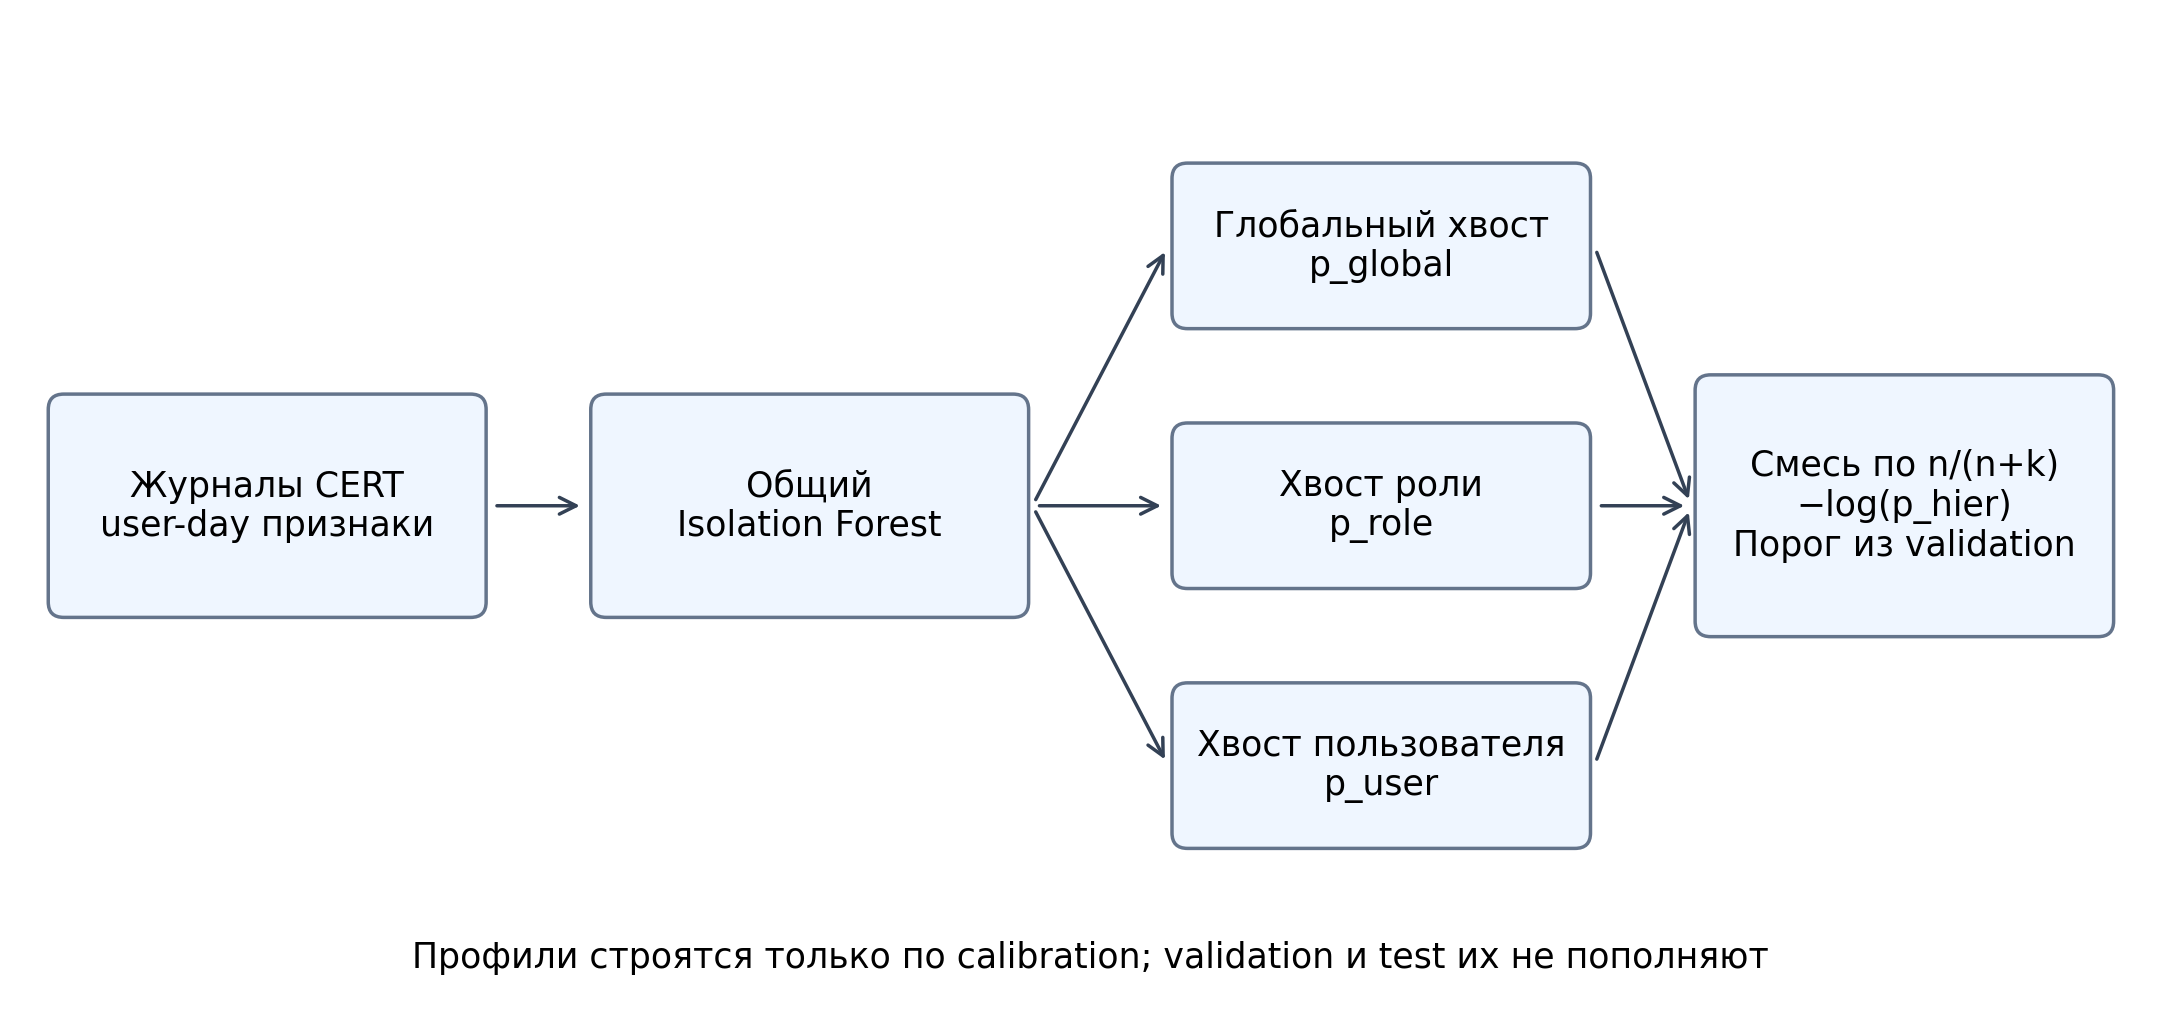 Журналы CERT
user-day признаки
Общий
Isolation Forest
Глобальный хвост
p_global
Хвост роли
p_role
Хвост пользователя
p_user
Смесь по n/(n+k)
−log(p_hier)
Порог из validation
Профили строятся только по calibration; validation и test их не пополняют